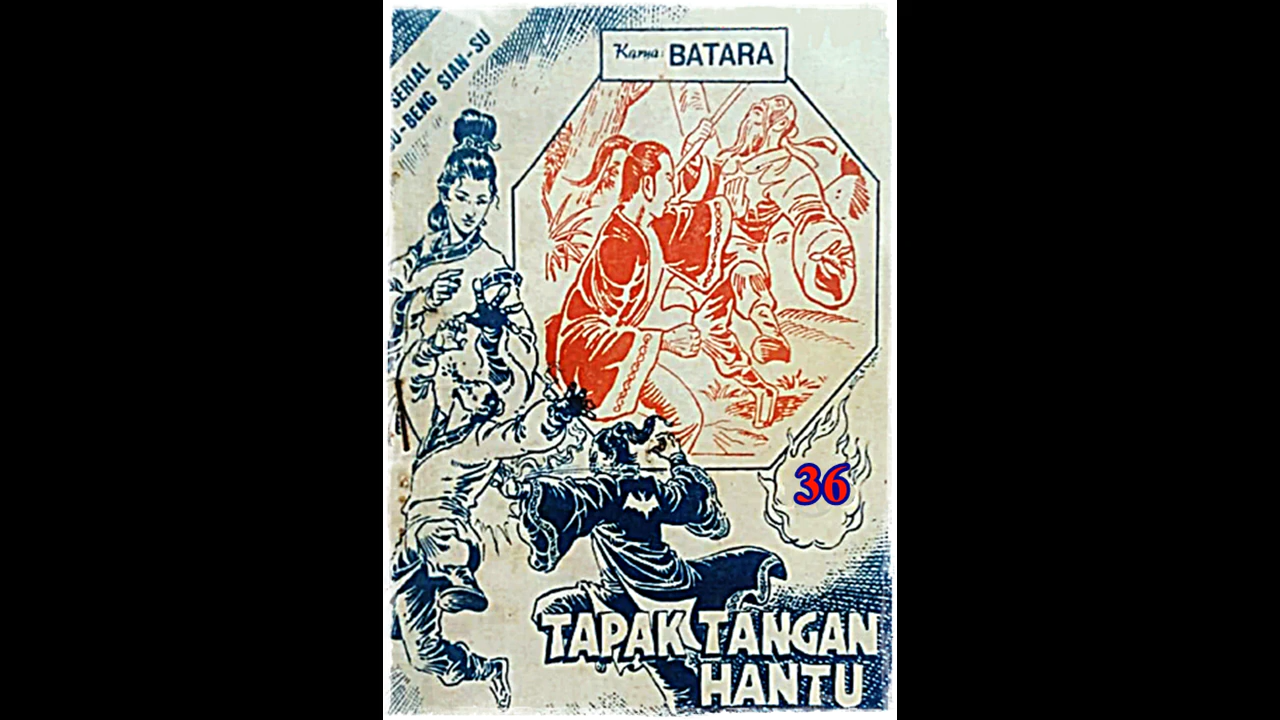 SERIAL
BENG SIAN-SU
Karya: BATARA
36
TAPAK TANGAN
HANTU